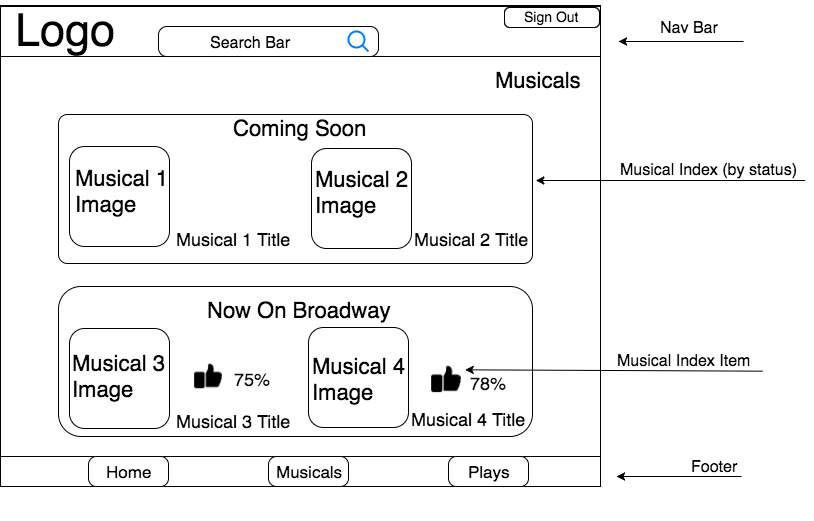 Logo
Search Bar
Sign Out
Nav Bar
Musicals
Coming Soon
Musical 1
Image
Musical 1 Title
Musical 2
Image
Musical 2 Title
Musical Index (by status)
Now On Broadway
Musical 3
Image
75%
Musical 3 Title
Musical 4
Image
78%
Musical 4 Title
Musical Index Item
Home
Musicals
Plays
Footer